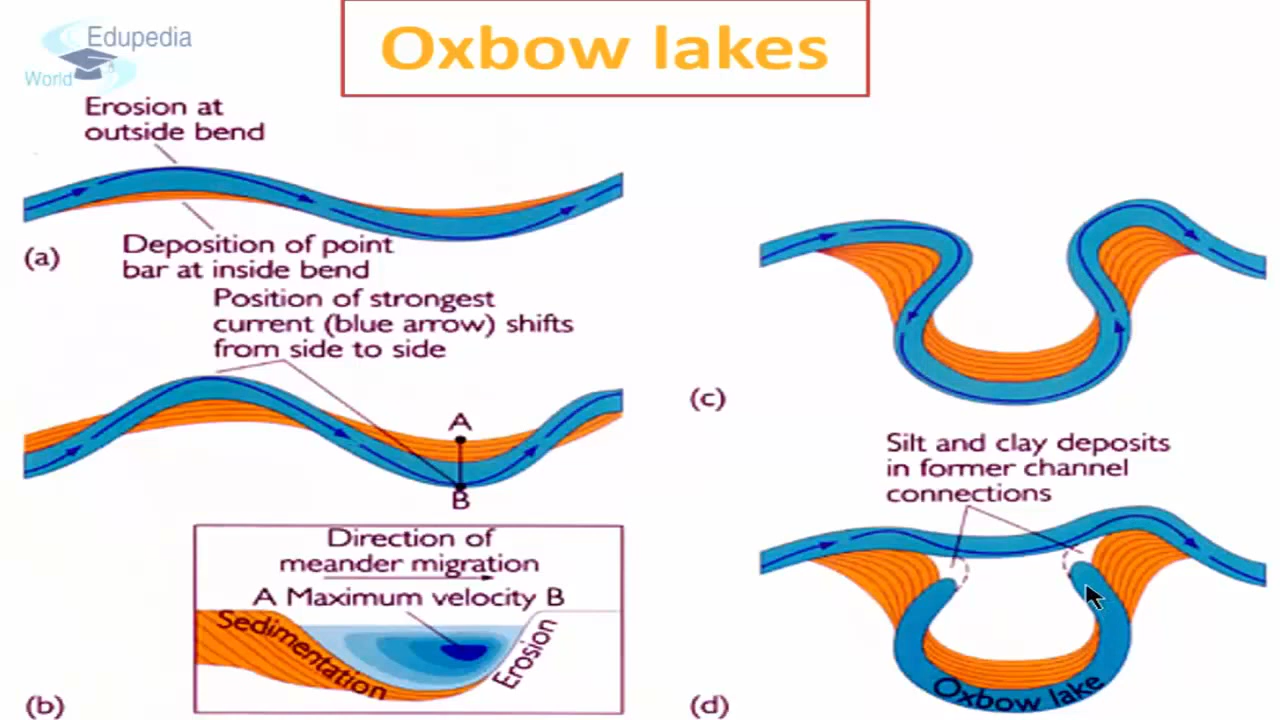 Edupedia
World
Oxbow lakes
Erosion at
outside bend
(a)
Deposition of point
bar at inside bend
Position of strongest
current (blue arrow) shifts
from side to side
A
B
Direction of
meander migration
A Maximum velocity B
Sedimentation
Erosion
(b)
(c)
Silt and clay deposits
in former channel
connections
Oxbow lake
(d)